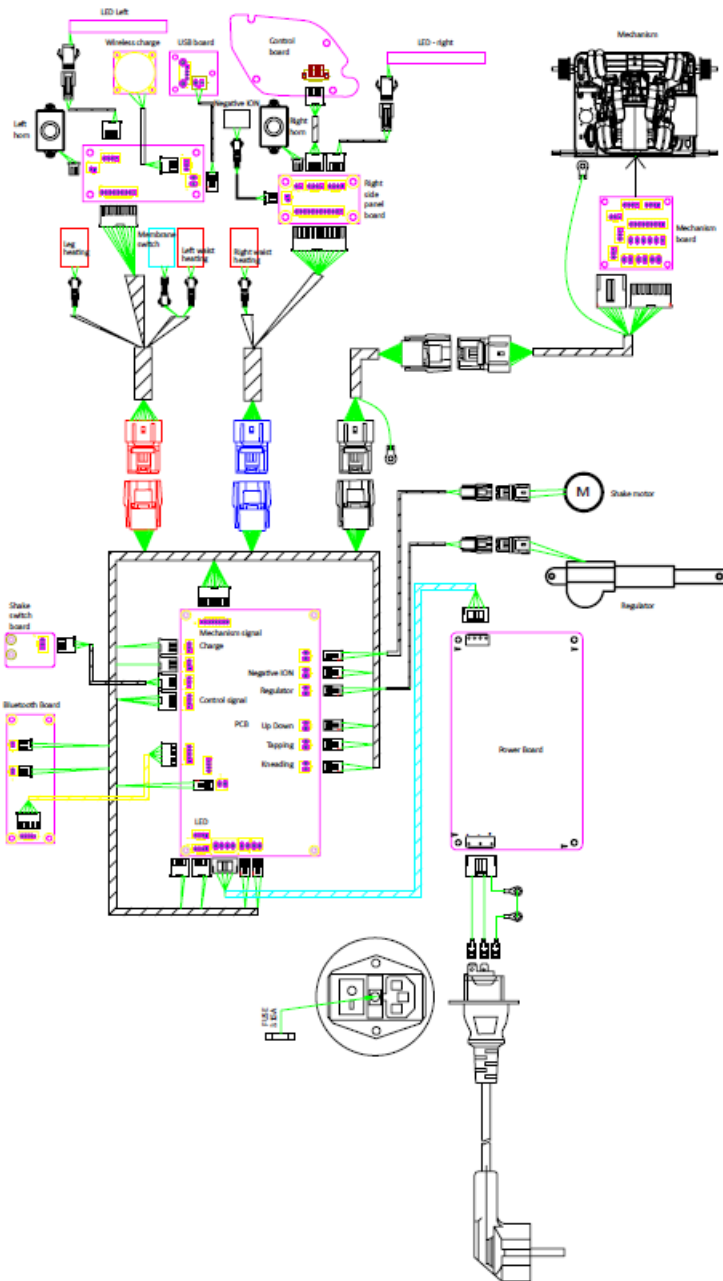 LED Left
Wireless charge
USB board
Control
board
LED - right
Mechanism
Negative ION
Left
horn
Right
horn
Right
side
panel
board
Mechanism
board
Leg
heating
Membrane
switch
Left waist
heating
Right waist
heating
M
Shake motor
Regulator
Shake
switch
board
Mechanism signal
Charge
Negative ION
Regulator
Control signal
Bluetooth Board
PCB
Up Down
Tapping
Kneading
Power Board
LED
FUSE